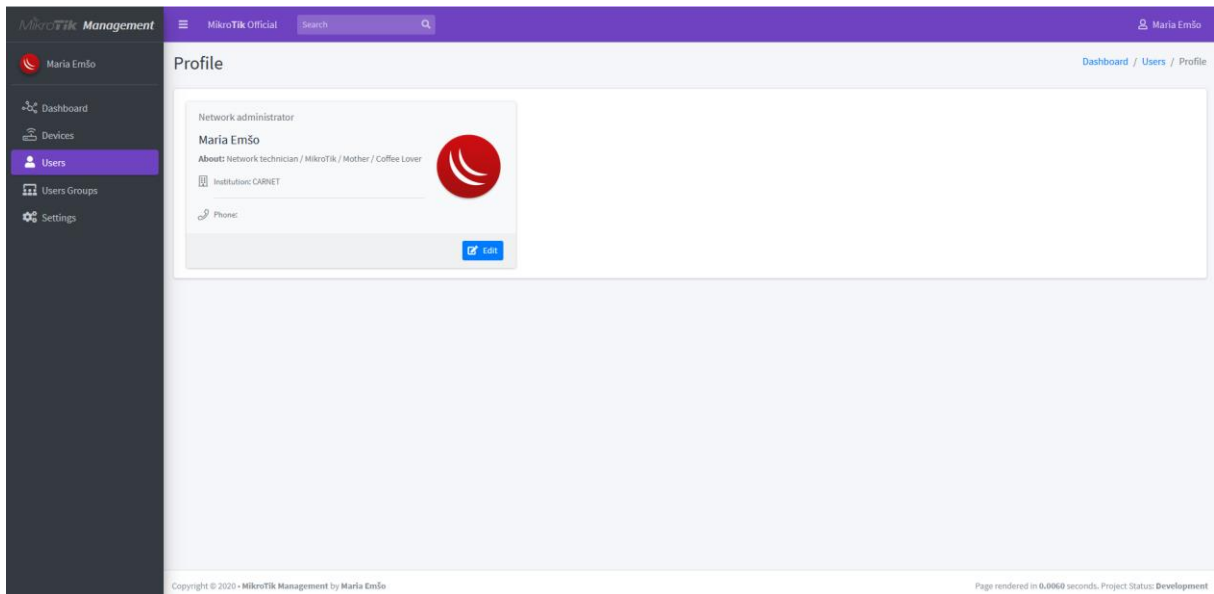 MikroTik Management
MikroTik Official
Search
Maria Emšo
Maria Emšo
Dashboard
Devices
Users
Users Groups
Settings
Profile
Dashboard / Users / Profile
Network administrator
Maria Emšo
About: Network technician / MikroTik / Mother / Coffee Lover
Institution: CARNET
Phone:
Edit
Copyright © 2020 - MikroTik Management by Maria Emšo
Page rendered in 0.0060 seconds. Project Status: Development